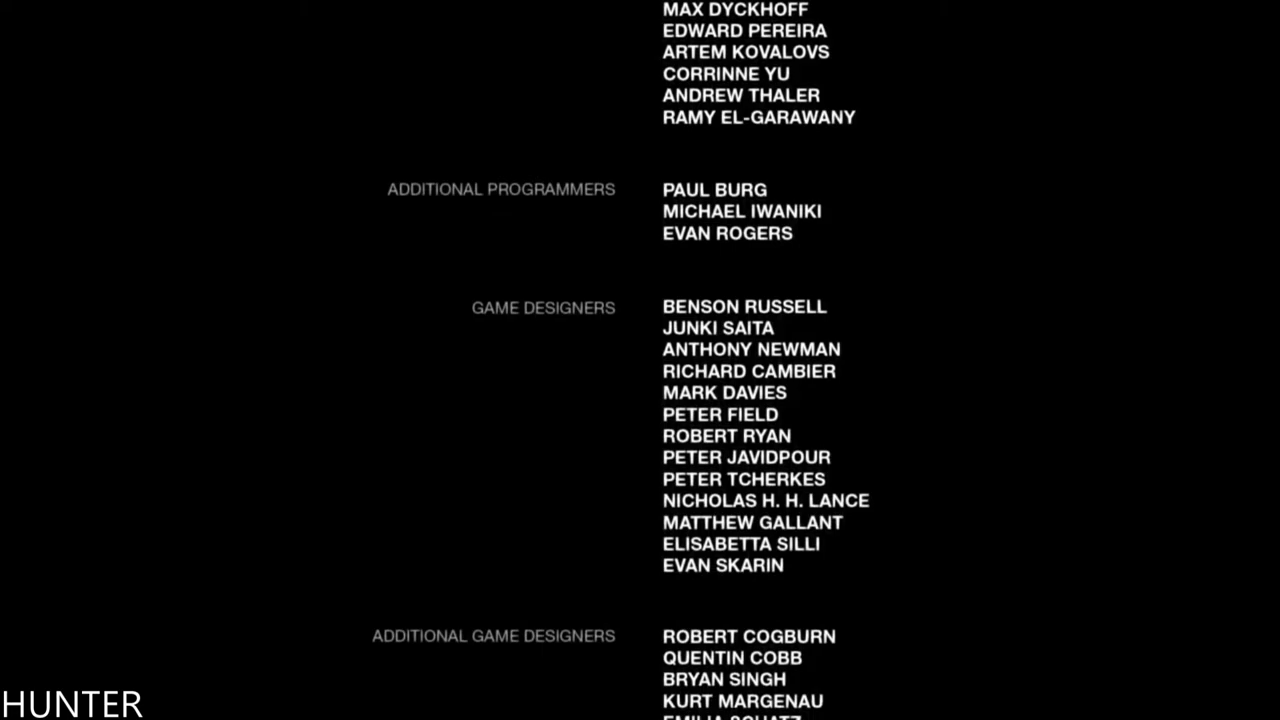 MAX DYCKHOFF
EDWARD PEREIRA
ARTEM KOVALOVS
CORRINNE YU
ANDREW THALER
RAMY EL-GARAWANY
ADDITIONAL PROGRAMMERS PAUL BURG
MICHAEL IWANIKI
EVAN ROGERS
GAME DESIGNERS BENSON RUSSELL
JUNKI SAITA
ANTHONY NEWMAN
RICHARD CAMBIER
MARK DAVIES
PETER FIELD
ROBERT RYAN
PETER JAVIDPOUR
PETER TCHERKES
NICHOLAS H. H. LANCE
MATTHEW GALLANT
ELISABETTA SILLI
EVAN SKARIN
ADDITIONAL GAME DESIGNERS ROBERT COGBURN
QUENTIN COBB
BRYAN SINGH
KURT MARGENAU
HUNTER